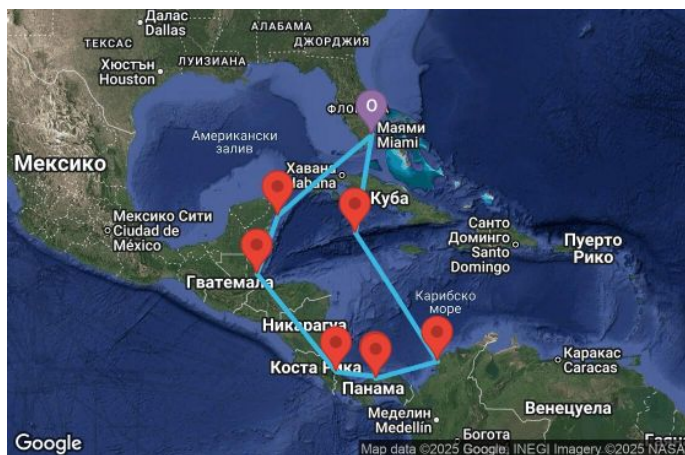 Далас
Dallas
АЛАБАМА
ТЕКСАС
ДЖОРДЖИЯ
Хюстън
Houston
ЛУИЗИАНА
O
Маями
Miami
Американски
залив
Мексико
Хавана
Куба
Мексико Сити
Ciudad de
México
Санто
Доминго
Santo
Domingo
Пуерто
Рико
Гватемала
Карибско
море
Никарагуа
Коста Рика
Панама
Каракас
Caracas
Меделин
Medellín
Венецуела
Богота
Google
Map data ©2025 Google, INEGI Imagery ©2025 NASA